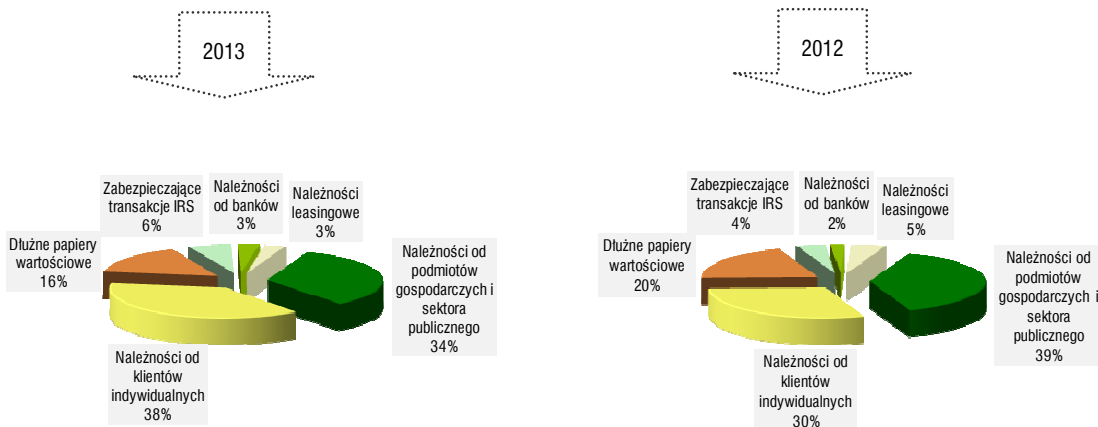 2013
Zabezpieczające
transakcje IRS
6%
Należności
od banków
3%
Należności
leasingowe
3%
Dłużne papiery
wartościowe
16%
Należności od
podmiotów
gospodarczych i
sektora
publicznego
34%
Należności od
klientów
indywidualnych
38%
2012
Zabezpieczające
transakcje IRS
4%
Należności
od banków
2%
Należności
leasingowe
5%
Dłużne papiery
wartościowe
20%
Należności od
podmiotów
gospodarczych i
sektora
publicznego
39%
Należności od
klientów
indywidualnych
30%